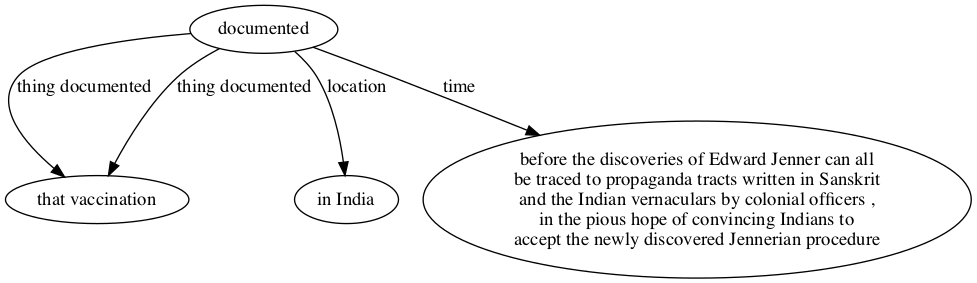 documented
thing documented
thing documented
location
time
that vaccination
in India
before the discoveries of Edward Jenner can all
be traced to propaganda tracts written in Sanskrit
and the Indian vernaculars by colonial officers ,
in the pious hope of convincing Indians to
accept the newly discovered Jennerian procedure